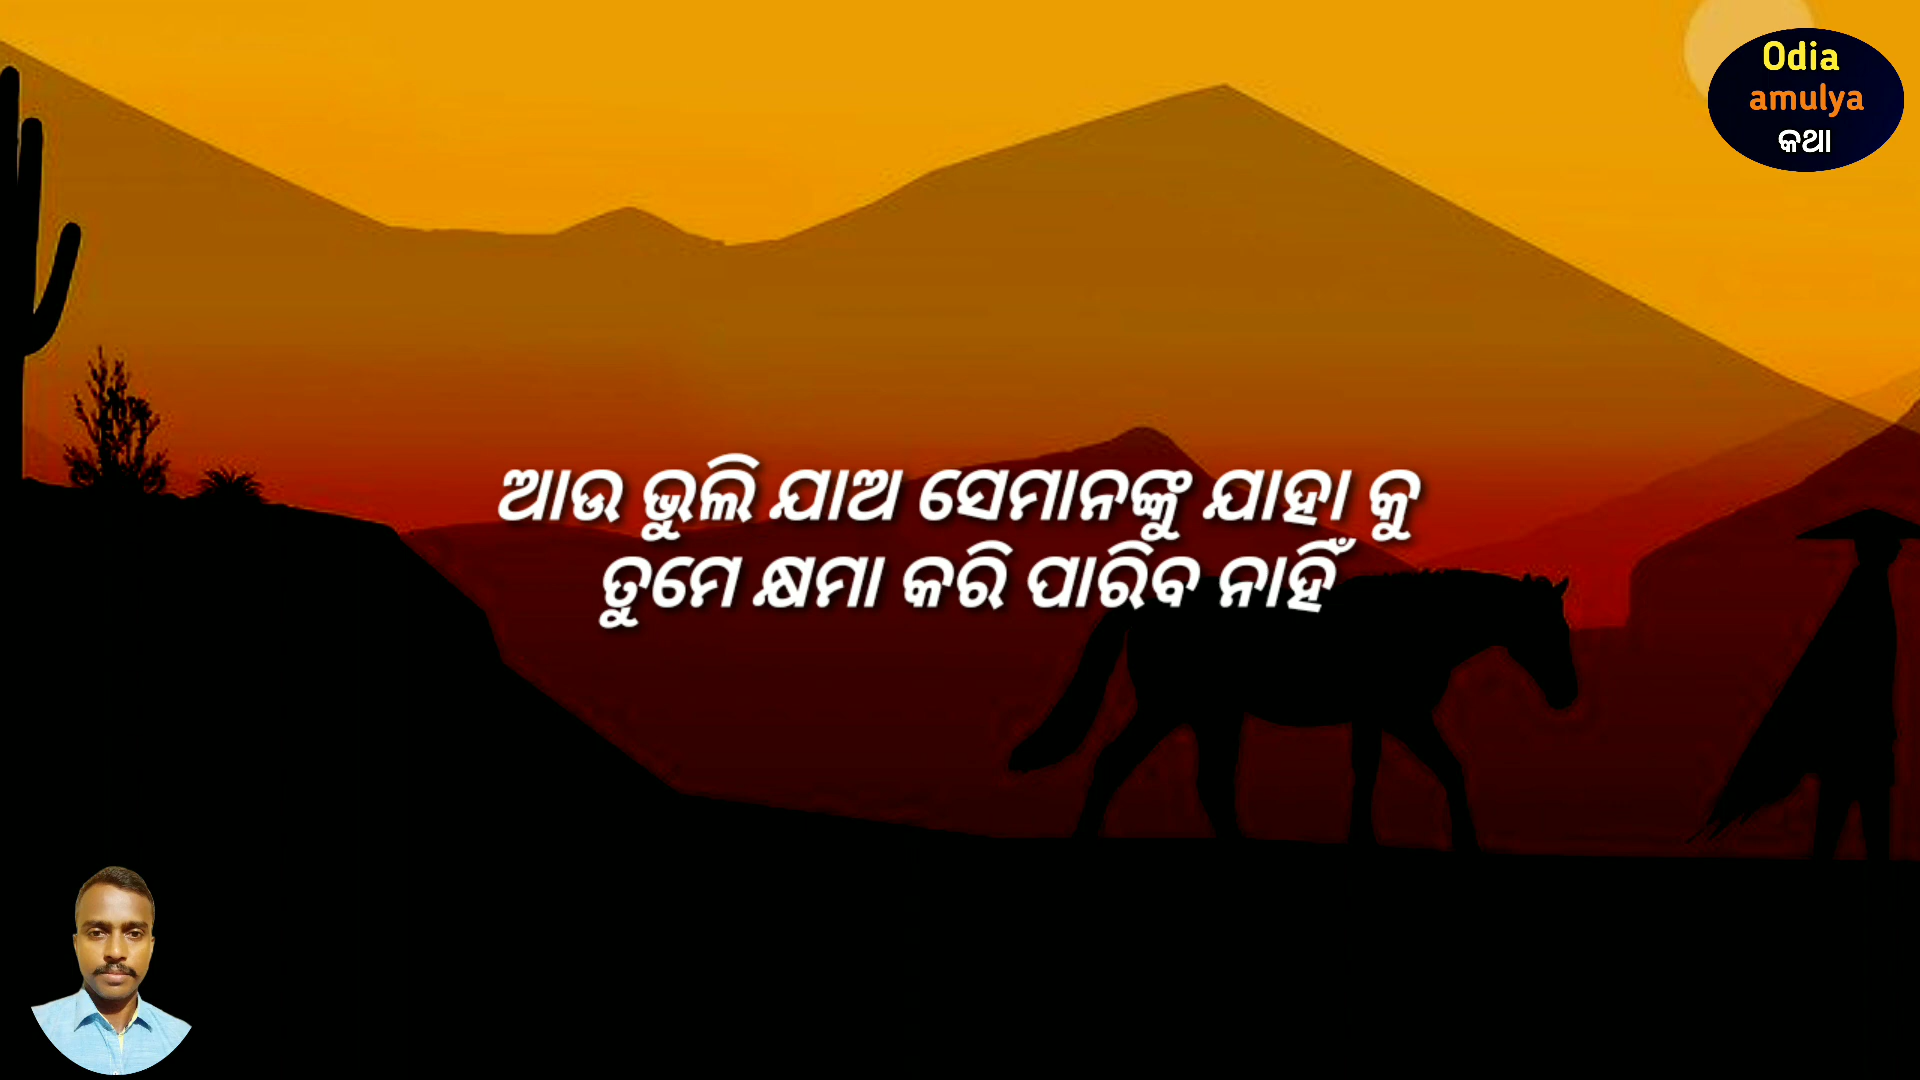 Odia
amulya
କଥା
ଆଉ ଭୁଲି ଯାଅ ସେମାନଙ୍କୁ ଯାହା କୁ
ତୁମେ କ୍ଷମା କରି ପାରିବ ନାହିଁ